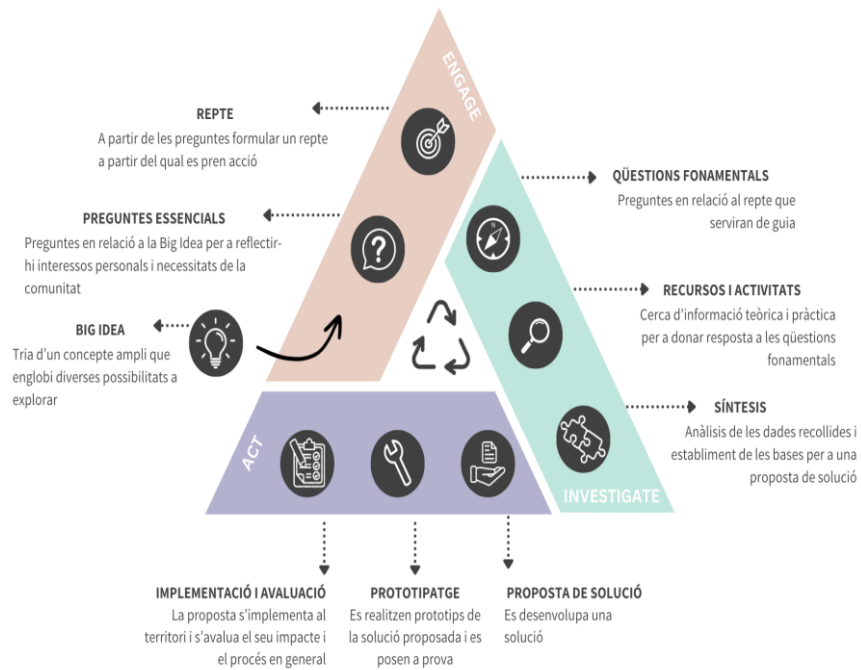 ENGAGE
REPTE
A partir de les preguntes formular un repte
a partir del qual es pren acció
PREGUNTES ESSENCIALS
Preguntes en relació a la Big Idea per a reflectir-
hi interessos personals i necessitats de la
comunitat
BIG IDEA
Tria d'un concepte ampli que
englobi diverses possibilitats a
explorar
QÜESTIONS FONAMENTALS
Preguntes en relació al repte que
serviran de guia
RECURSOS I ACTIVITATS
Cerca d'informació teòrica i pràctica
per a donar resposta a les qüestions
fonamentals
SÍNTESIS
Anàlisis de les dades recollides i
establiment de les bases per a una
proposta de solució
INVESTIGATE
ACT
IMPLEMENTACIÓ I AVALUACIÓ
La proposta s'implementa al
territori i s'avalua el seu impacte i
el procés en general
PROTOTIPATGE
Es realitzen prototips de
la solució proposada i es
posen a prova
PROPOSTA DE SOLUCIÓ
Es desenvolupa una
solució